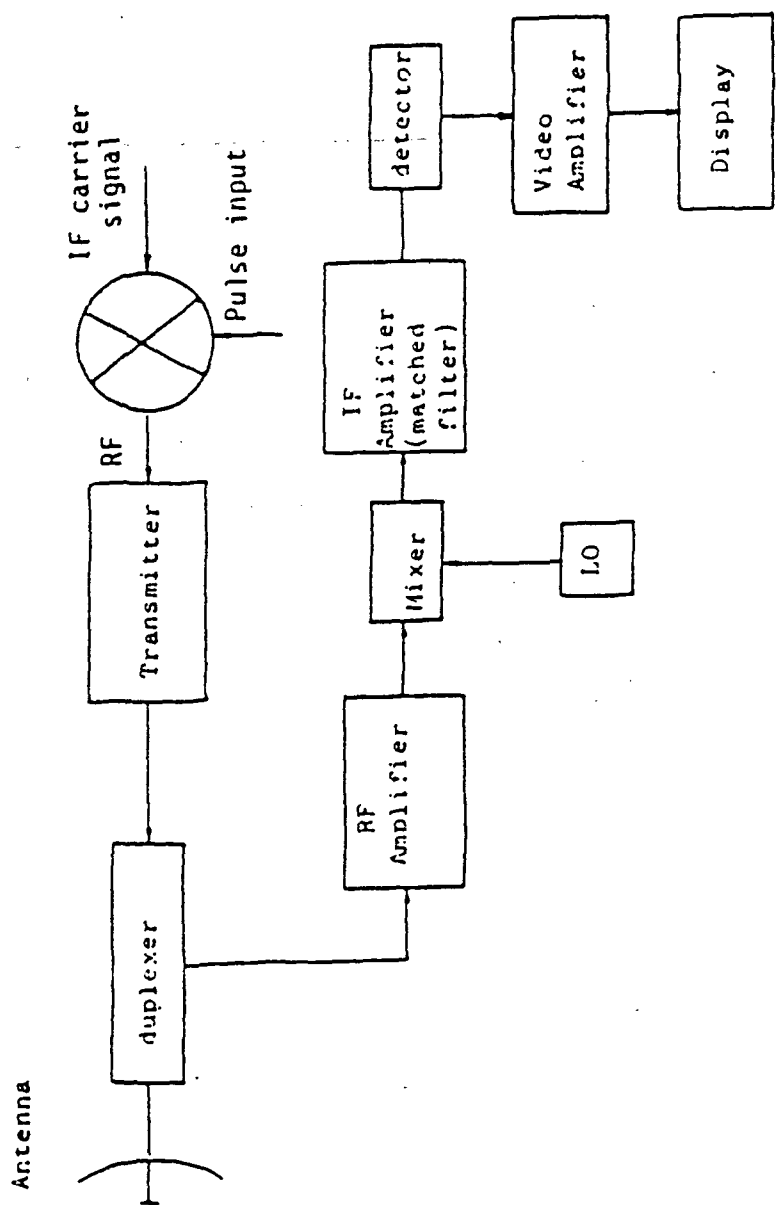 Antenna
duplexer
Transmitter
RF
IF carrier
signal
Pulse input
RF
Amplifier
Mixer
LO
IF
Amplifier
(matched
filter)
detector
Video
Amplifier
Display